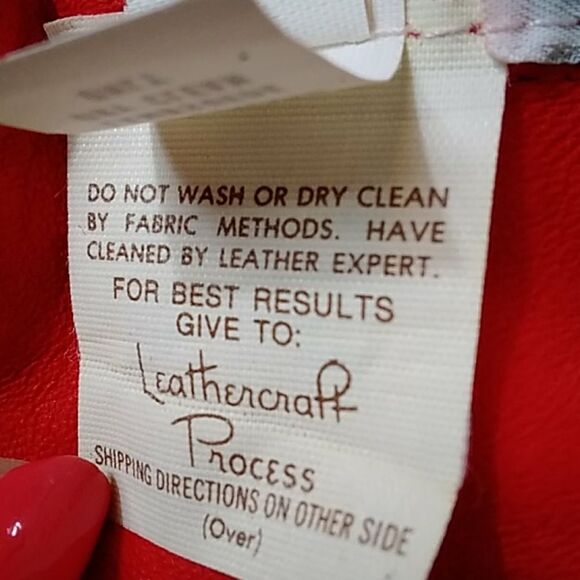 DO NOT WASH OR DRY CLEAN
BY FABRIC METHODS. HAVE
CLEANED BY LEATHER EXPERT.
FOR BEST RESULTS
GIVE TO:
Leathercraft
Process
SHIPPING DIRECTIONS ON OTHER SIDE
(Over)